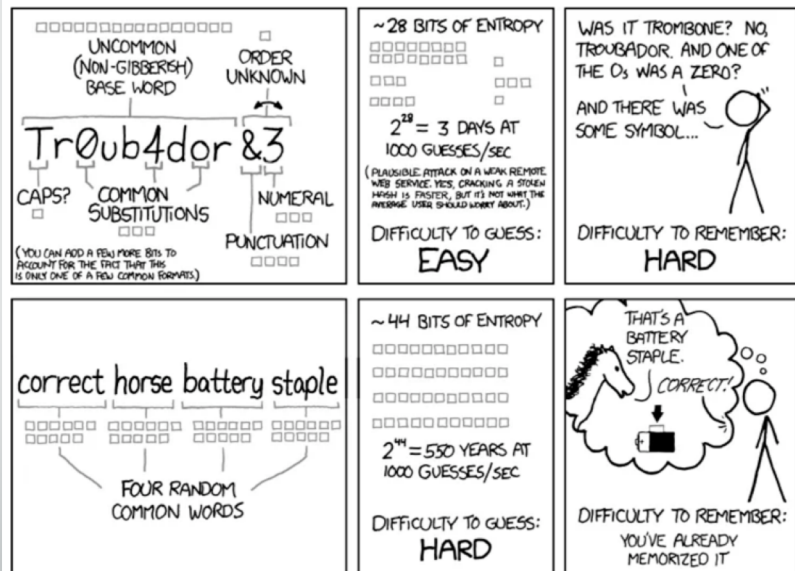 UNCOMMON
(NON-GIBBERISH)
BASE WORD
ORDER
UNKNOWN
Tr0ub4dor &3
CAPS?
COMMON
SUBSTITUTIONS
NUMERAL
PUNCTUATION
(YOU CAN ADD A FEW MORE BITS TO
ACCOUNT FOR THE FACT THAT THIS
IS ONLY ONE OF A FEW COMMON FORMATS.)
~28 BITS OF ENTROPY
2²⁸ = 3 DAYS AT
1000 GUESSES/SEC
(PLAUSIBLE ATTACK ON A WEAK REMOTE
WEB SERVICE. YES, CRACKING A STOLEN
HASH IS FASTER, BUT IT'S NOT WHAT THE
AVERAGE USER SHOULD WORRY ABOUT.)
DIFFICULTY TO GUESS:
EASY
WAS IT TROMBONE? NO,
TROUBADOR. AND ONE OF
THE Os WAS A ZERO?
AND THERE WAS
SOME SYMBOL...
DIFFICULTY TO REMEMBER:
HARD
correct horse battery staple
FOUR RANDOM
COMMON WORDS
~44 BITS OF ENTROPY
2⁴⁴ = 550 YEARS AT
1000 GUESSES/SEC
DIFFICULTY TO GUESS:
HARD
THAT'S A
BATTERY
STAPLE.
CORRECT!
DIFFICULTY TO REMEMBER:
YOU'VE ALREADY
MEMORIZED IT